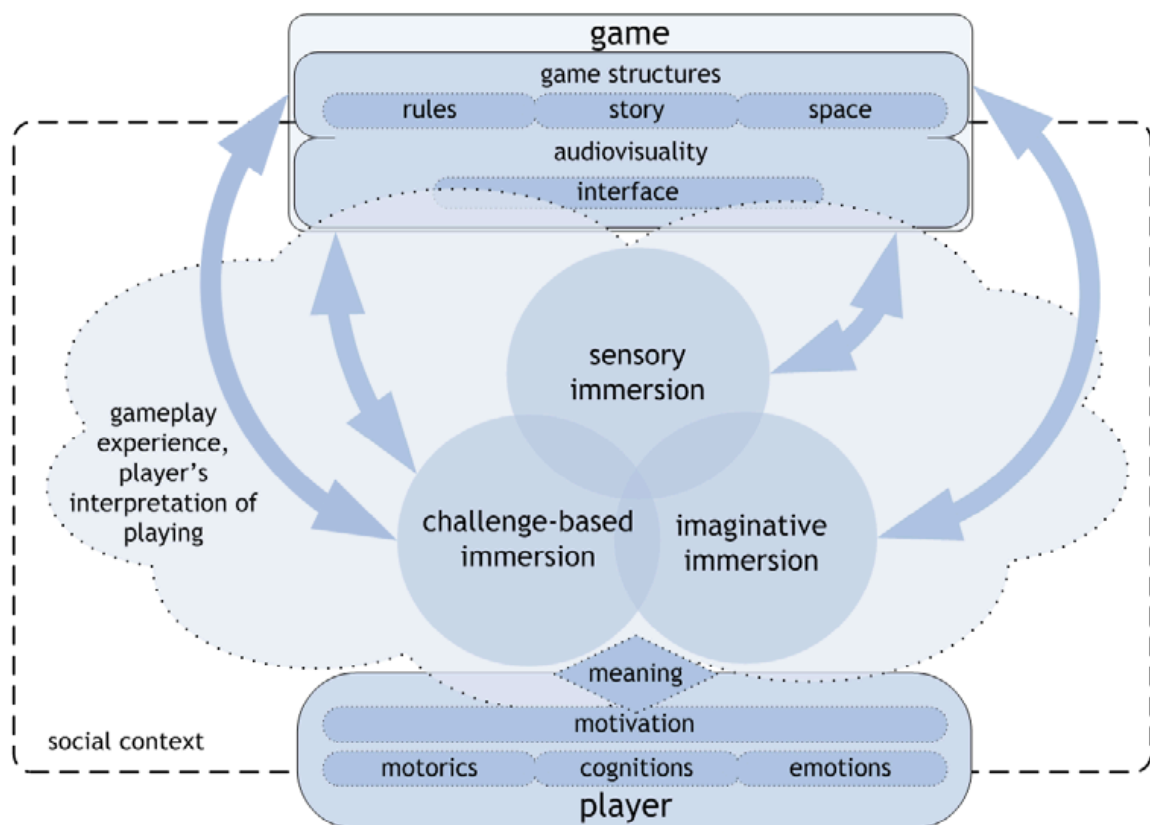 game
game structures
rules story space
audiovisuality
interface
sensory
immersion
gameplay
experience,
player's
interpretation of
playing
challenge-based
immersion
imaginative
immersion
meaning
motivation
social context
motorics cognitions emotions
player